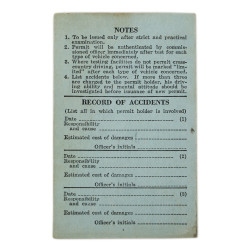 NOTES
1. To be issued only after strict and practical
examination.
2. Permit will be authenticated by commis-
sioned officer immediately after test for each
type of vehicle concerned.
3. Where testing facilities do not permit cross-
country driving, permit will be marked "lim-
ited" after each type of vehicle concerned.
4. List accidents below. If more than three
are charged to the permit holder, his driv-
ing ability and mental attitude should be
investigated before issuance of new permit.
RECORD OF ACCIDENTS
(List all in which permit holder is involved)
Date (1)
Responsibility
and cause
Estimated cost of damages
Officer's initials
Date (2)
Responsibility
and cause
Estimated cost of damages
Officer's initials
Date (3)
Responsibility
and cause
Estimated cost of damages
Officer's initials